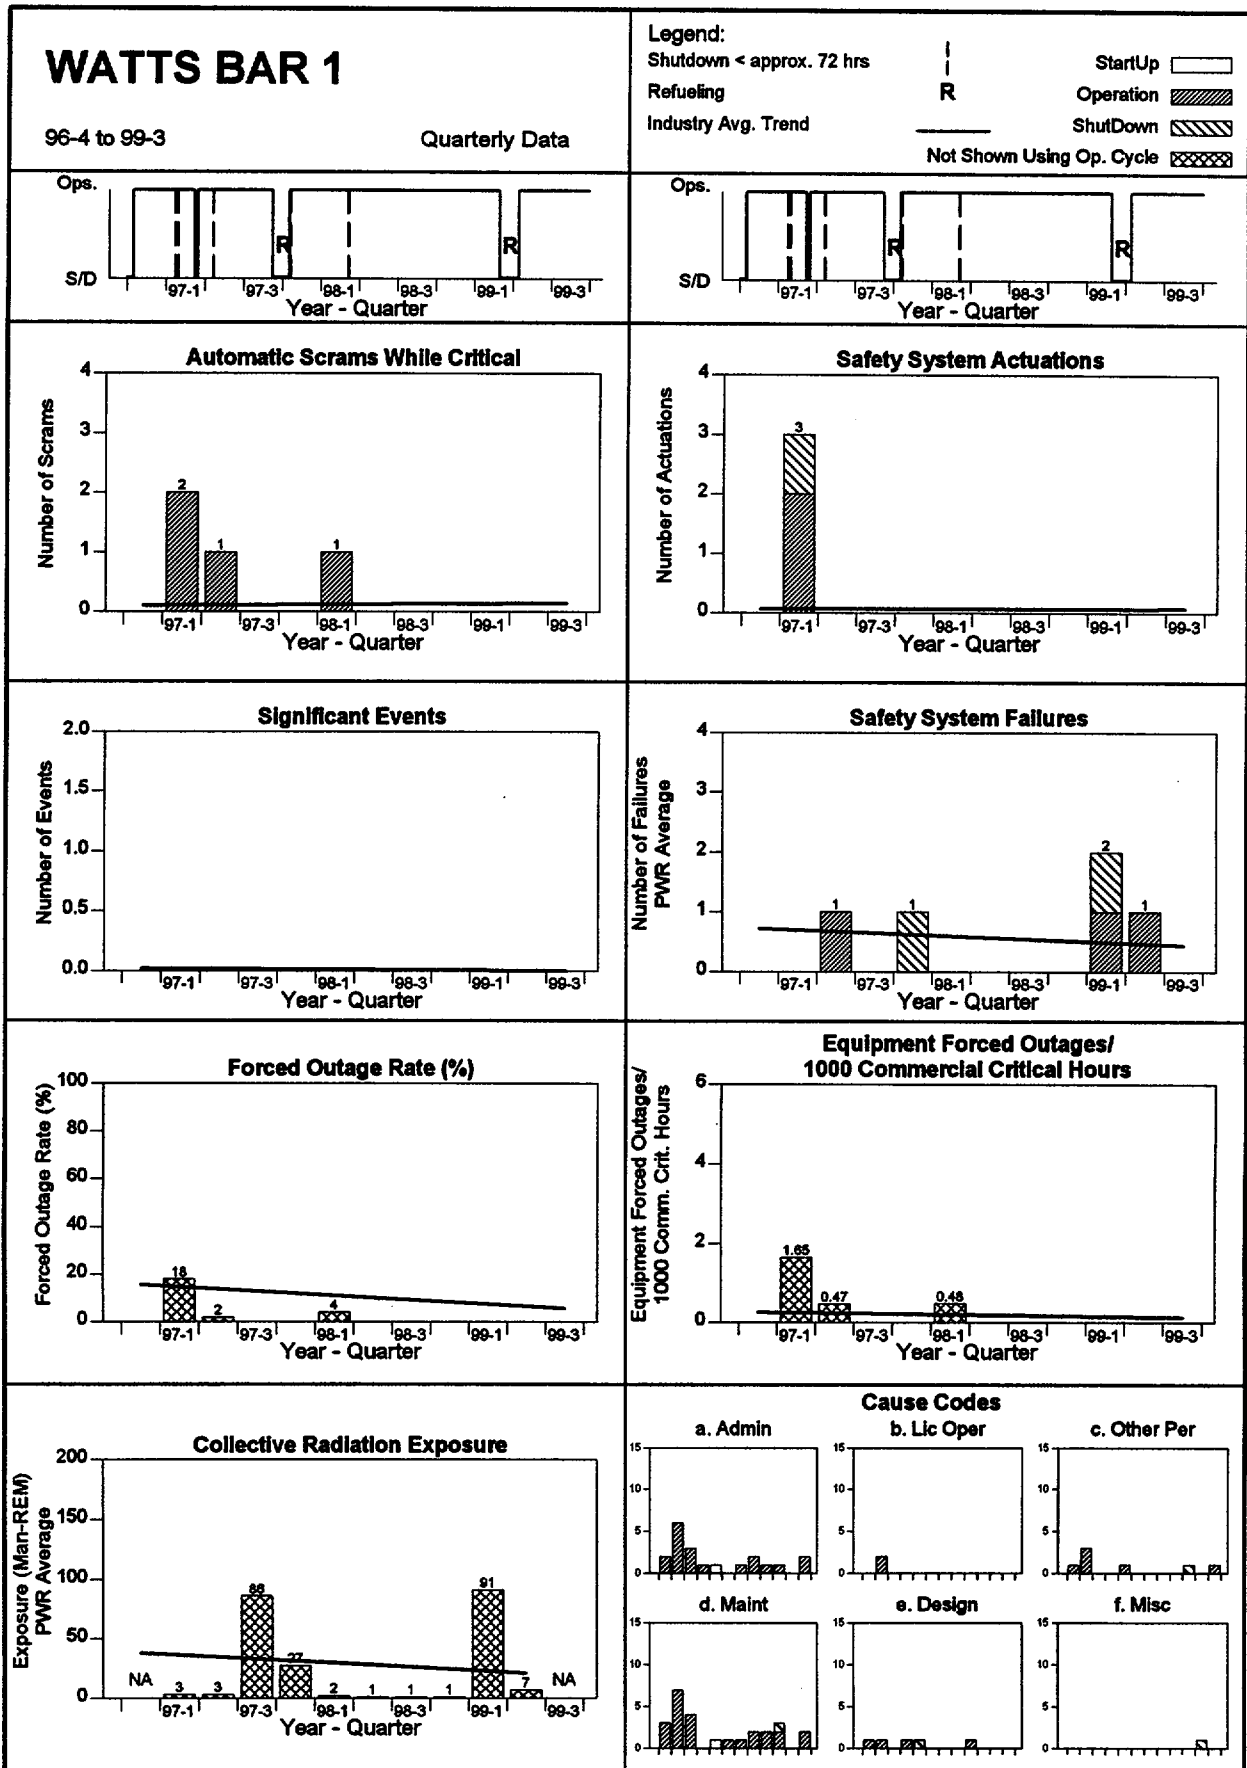 WATTS BAR 1
96-4 to 99-3 Quarterly Data
Legend:
Shutdown < approx. 72 hrs
Refueling R
Industry Avg. Trend
StartUp
Operation
ShutDown
Not Shown Using Op. Cycle
Ops.
S/D
R R
97-1 97-3 98-1 98-3 99-1 99-3
Year - Quarter
Ops.
S/D
R R
97-1 97-3 98-1 98-3 99-1 99-3
Year - Quarter
Automatic Scrams While Critical
Number of Scrams
4
3
2
1
0
2 1 1
97-1 97-3 98-1 98-3 99-1 99-3
Year - Quarter
Safety System Actuations
Number of Actuations
4
3
2
1
0
3
97-1 97-3 98-1 98-3 99-1 99-3
Year - Quarter
Significant Events
Number of Events
2.0
1.5
1.0
0.5
0.0
97-1 97-3 98-1 98-3 99-1 99-3
Year - Quarter
Safety System Failures
Number of Failures
PWR Average
4
3
2
1
0
1 1 2 1
97-1 97-3 98-1 98-3 99-1 99-3
Year - Quarter
Forced Outage Rate (%)
Forced Outage Rate (%)
100
80
60
40
20
0
18 2 4
97-1 97-3 98-1 98-3 99-1 99-3
Year - Quarter
Equipment Forced Outages/
1000 Commercial Critical Hours
Equipment Forced Outages/
1000 Comm. Crit. Hours
6
4
2
0
1.65 0.47 0.48
97-1 97-3 98-1 98-3 99-1 99-3
Year - Quarter
Collective Radiation Exposure
Exposure (Man-REM)
PWR Average
200
150
100
50
0
NA 3 3 86 27 2 1 1 1 91 7 NA
97-1 97-3 98-1 98-3 99-1 99-3
Year - Quarter
Cause Codes
a. Admin
15
10
5
0
b. Lic Oper
15
10
5
0
c. Other Per
15
10
5
0
d. Maint
15
10
5
0
e. Design
15
10
5
0
f. Misc
15
10
5
0